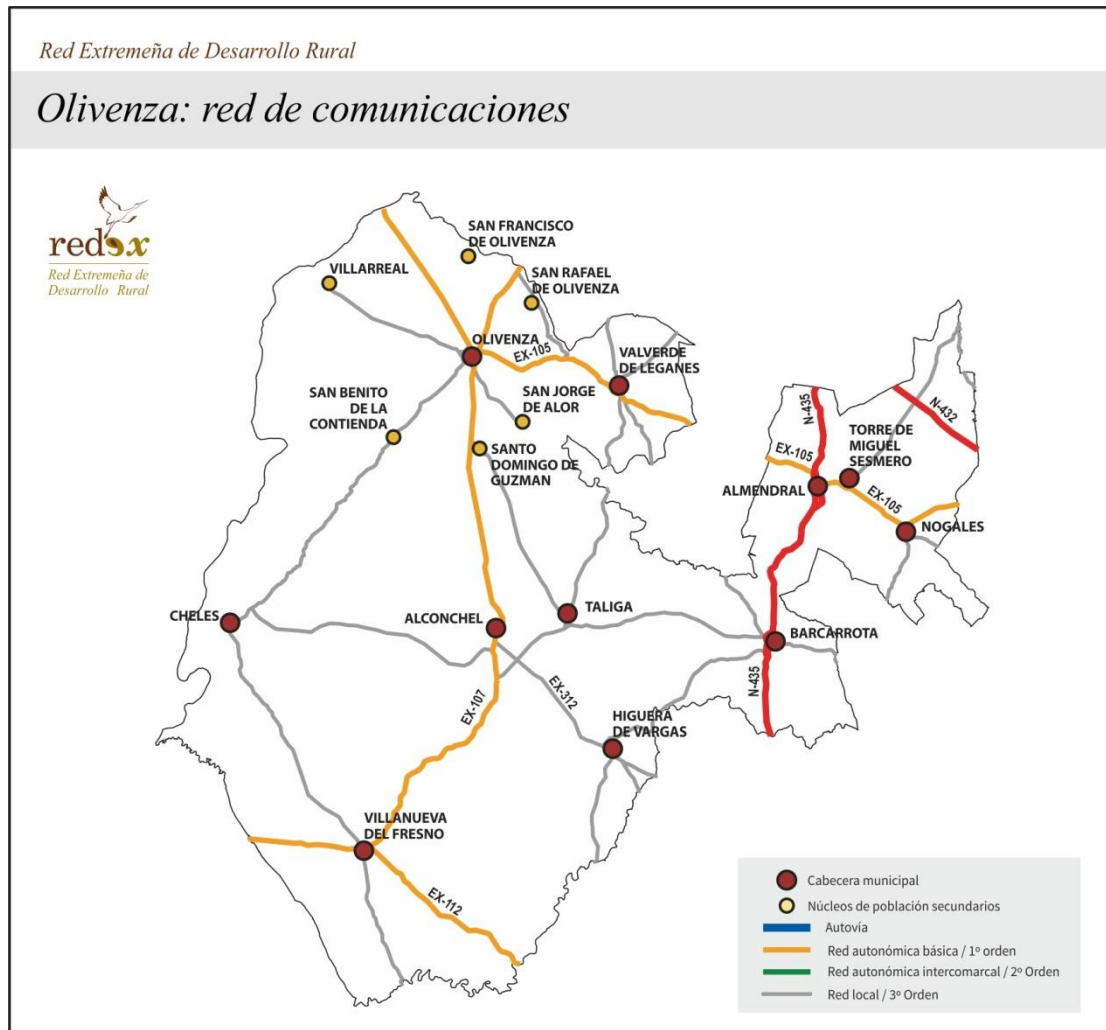 Red Extremeña de Desarrollo Rural
Olivenza: red de comunicaciones
redex
Red Extremeña de
Desarrollo Rural
SAN FRANCISCO
DE OLIVENZA
VILLARREAL
SAN RAFAEL
DE OLIVENZA
OLIVENZA
EX-105
VALVERDE
DE LEGANES
SAN BENITO
DE LA
CONTIENDA
SAN JORGE
DE ALOR
SANTO
DOMINGO DE
GUZMAN
N-435
N-432
TORRE DE
MIGUEL
SESMERO
EX-105
ALMENDRAL
EX-105
NOGALES
CHELES
ALCONCHEL
TALIGA
BARCARROTA
EX-107
EX-312
N-435
HIGUERA
DE VARGAS
VILLANUEVA
DEL FRESNO
EX-112
Cabecera municipal
Núcleos de población secundarios
Autovía
Red autonómica básica / 1º orden
Red autonómica intercomarcal / 2º Orden
Red local / 3º Orden